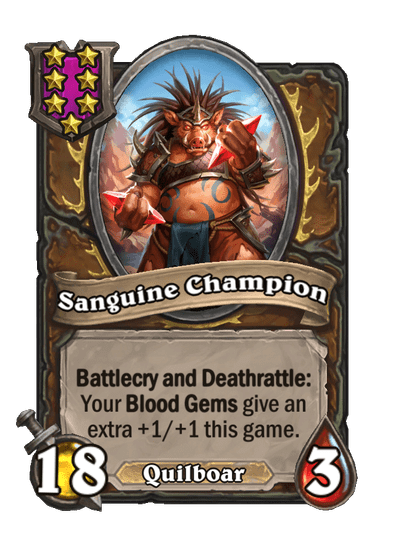 Sanguine Champion
Battlecry and Deathrattle:
Your Blood Gems give an
extra +1/+1 this game.
18
Quilboar
3